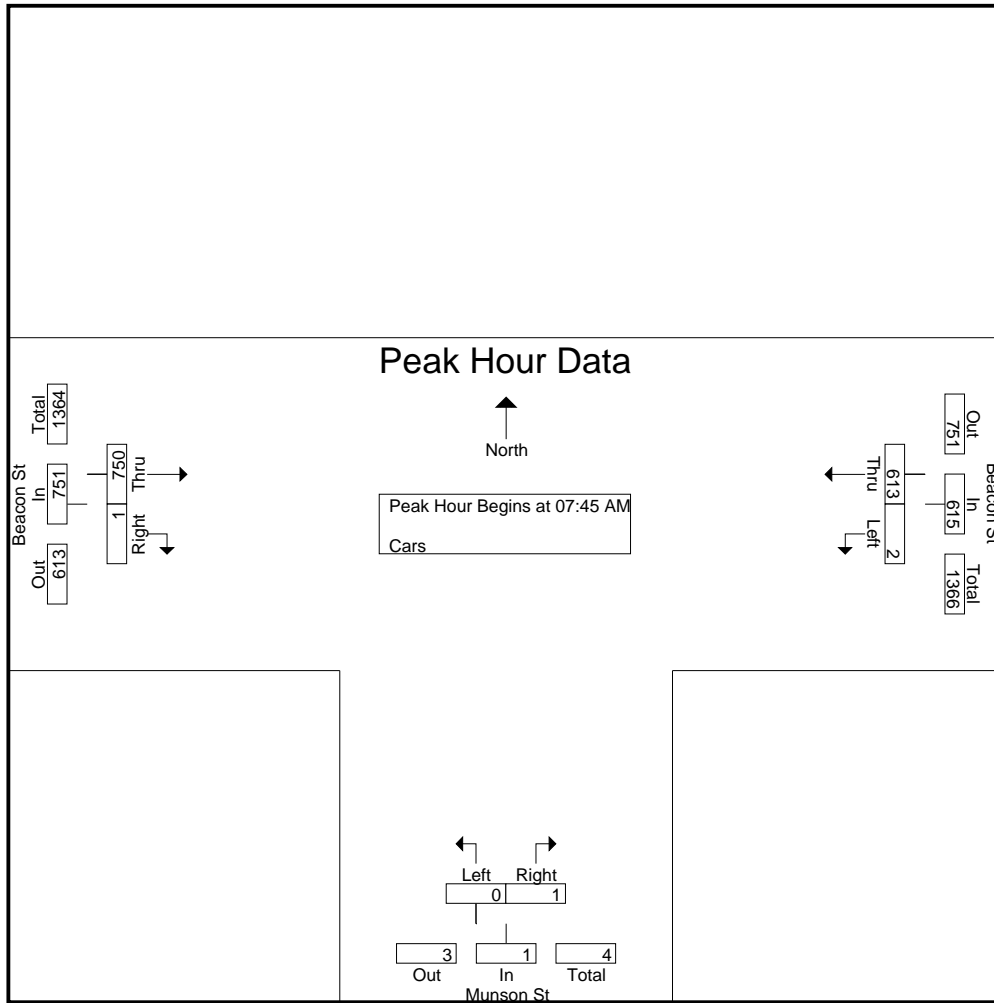 Peak Hour Data
North
Peak Hour Begins at 07:45 AM
Cars
Beacon St
Total
1364
In
751
Out
613
750
Thru
1
Right
Out
751
In
615
Total
1366
Beacon St
Thru
613
Left
2
Left Right
0 1
3 1 4
Out In Total
Munson St